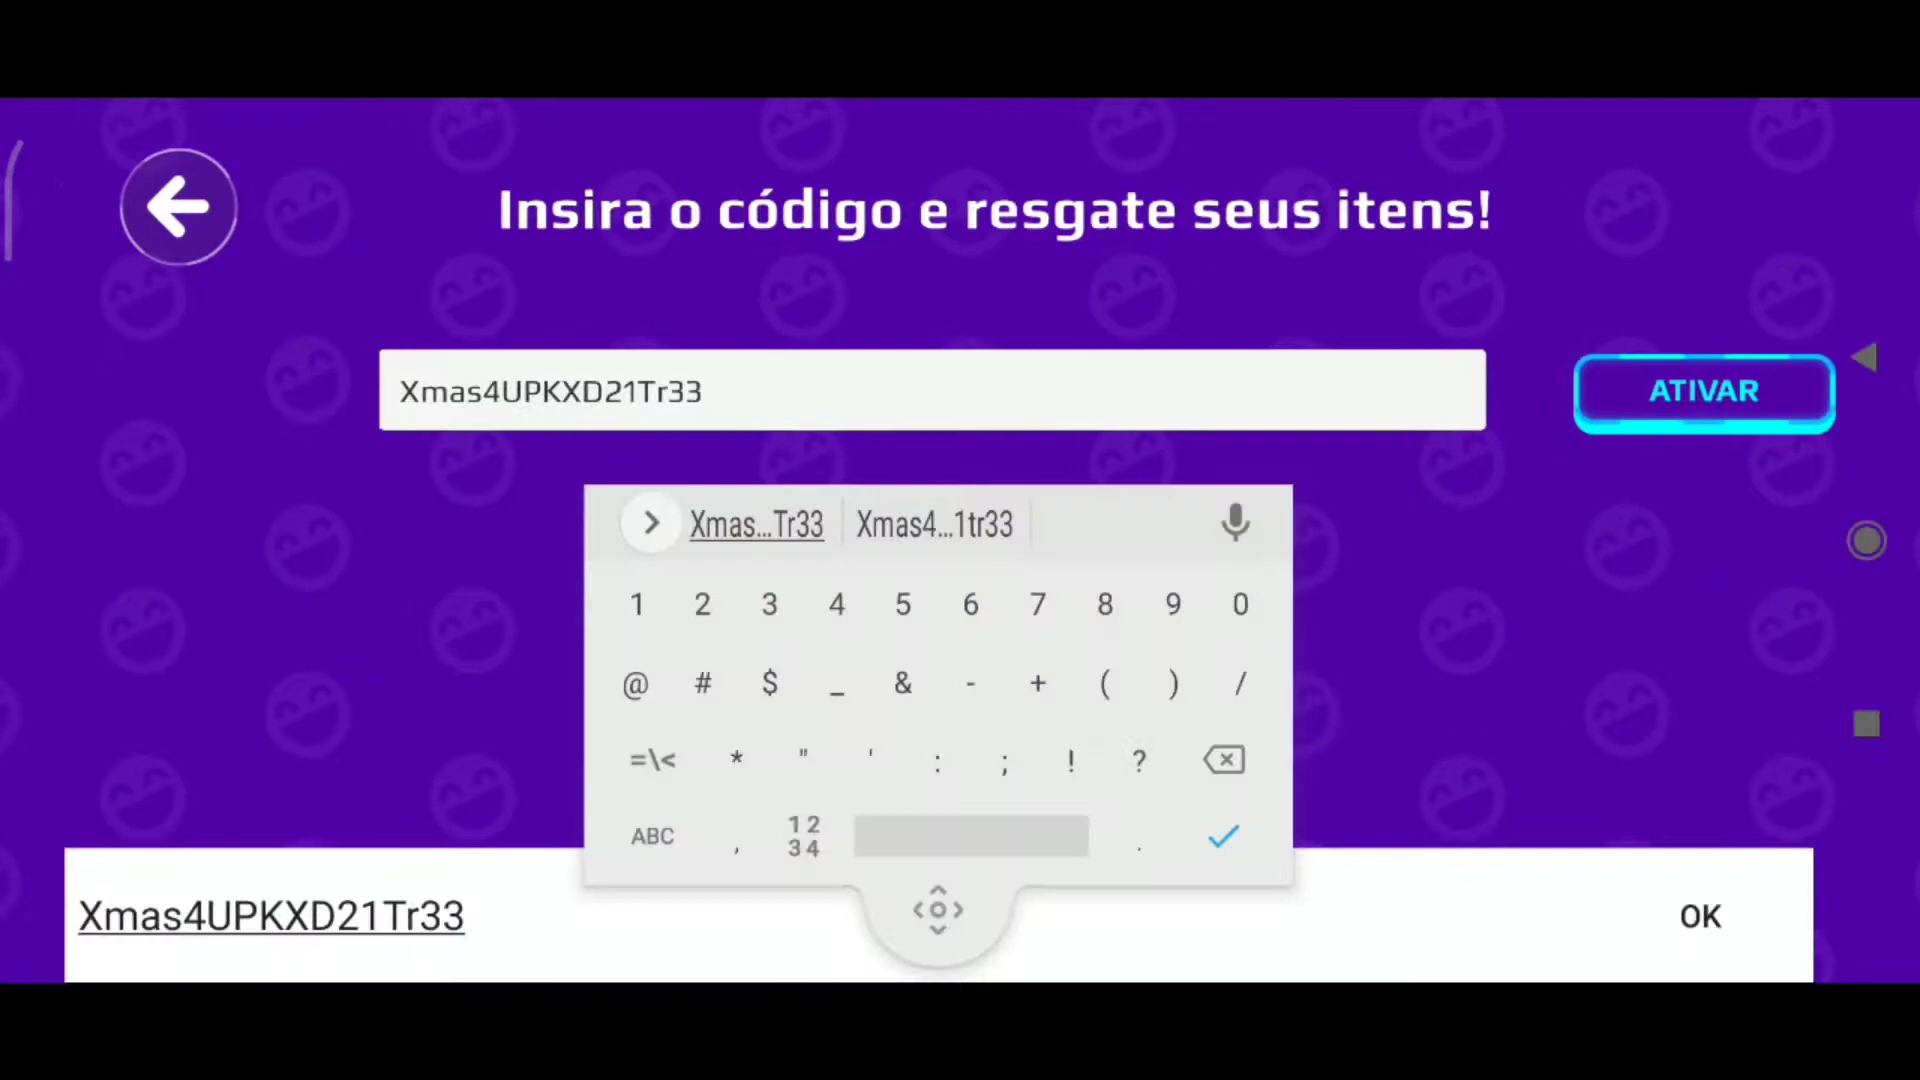 Insira o código e resgate seus itens!
Xmas4UPKXD21Tr33
ATIVAR
Xmas...Tr33 Xmas4...1tr33
1 2 3 4 5 6 7 8 9 0
@ # $ _ & - + ( ) /
=\< * " ' : ; ! ?
ABC , 12 34 .
Xmas4UPKXD21Tr33
OK